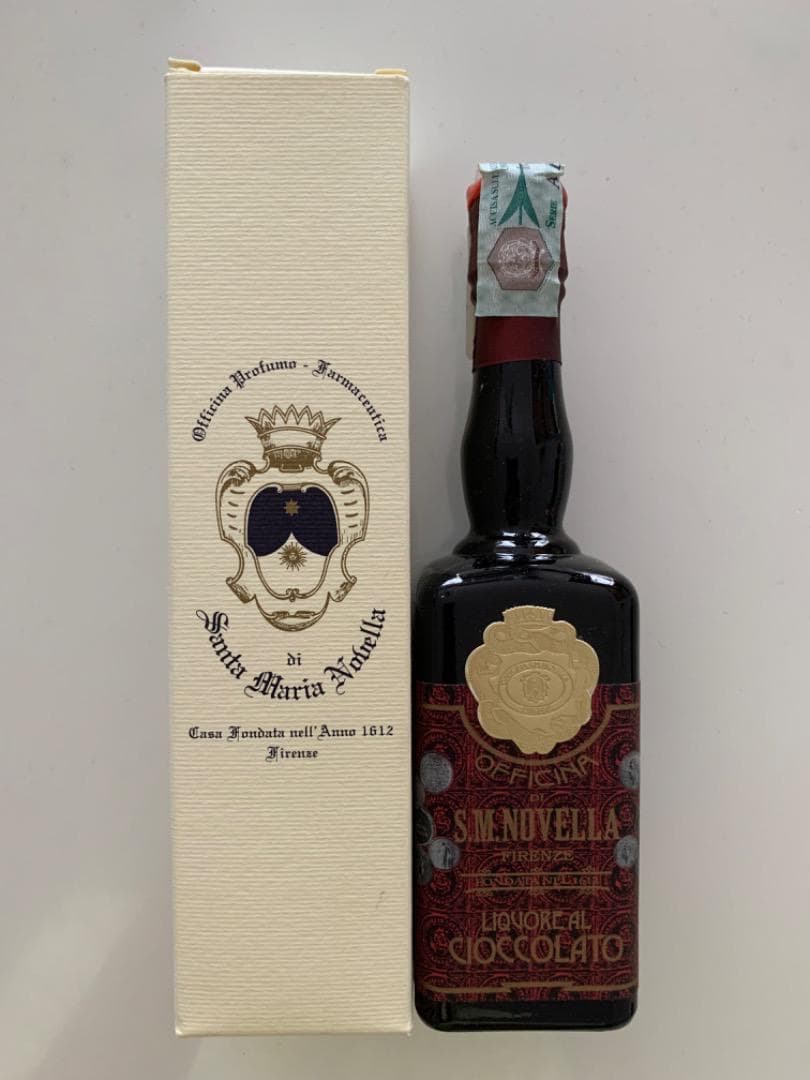 Officina Profumo - Farmaceutica
di
Santa Maria Novella
Casa Fondata nell'Anno 1612
Firenze
SERIE A
OFFICINA
DI
S.M.NOVELLA
FIRENZE
LIQUORE AL
CIOCCOLATO